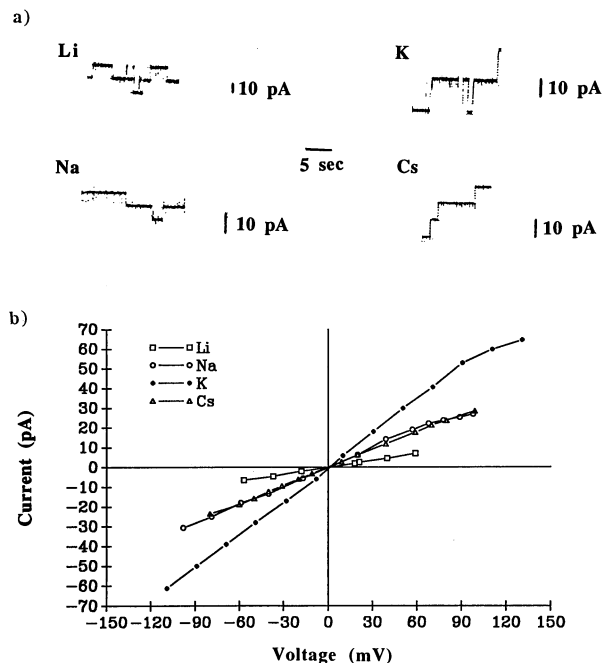 a)
Li
10 pA
K
10 pA
Na
5 sec
Cs
10 pA
10 pA
b)
70
60
50
40
30
20
10
0
−10
−20
−30
−40
−50
−60
−70
Li
Na
K
Cs
Current (pA)
−150−120−90 −60 −30 0 30 60 90 120 150
Voltage (mV)